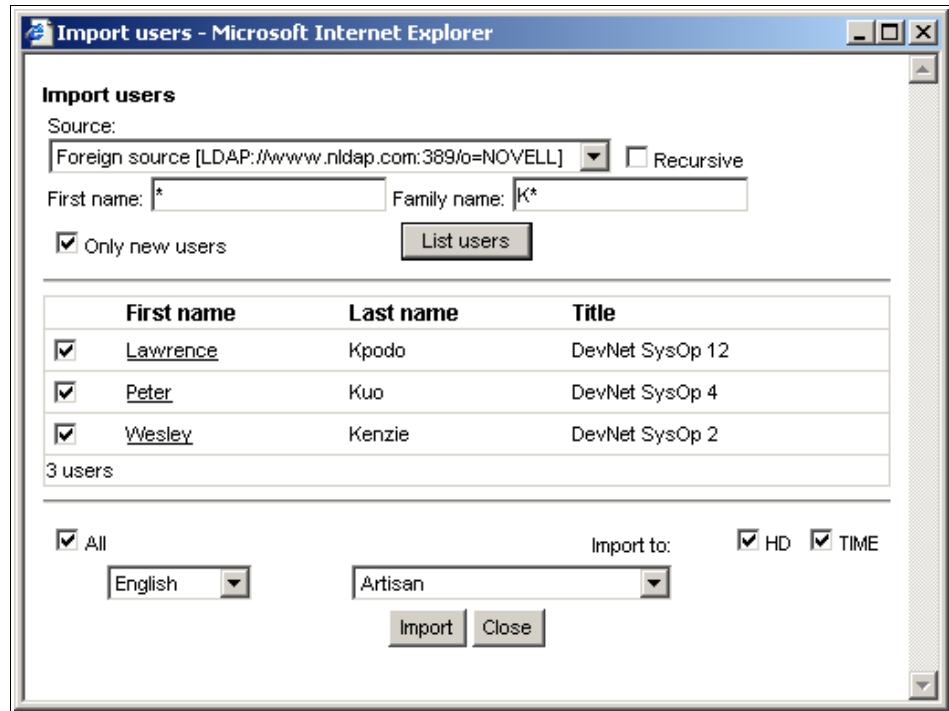 Import users - Microsoft Internet Explorer
Import users
Source:
Foreign source [LDAP://www.nldap.com:389/o=NOVELL] Recursive
First name: * Family name: K*
Only new users List users
First name Last name Title
Lawrence Kpodo DevNet SysOp 12
Peter Kuo DevNet SysOp 4
Wesley Kenzie DevNet SysOp 2
3 users
All Import to: HD TIME
English Artisan
Import Close